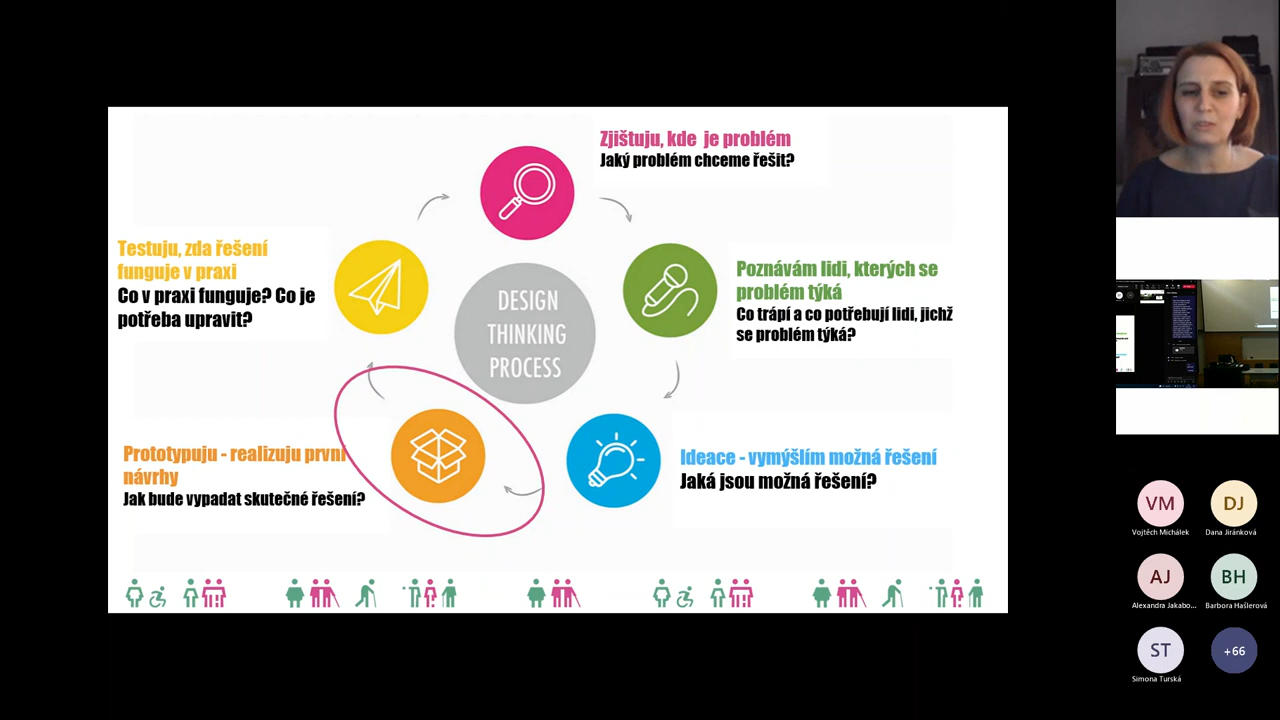 Zjištuju, kde je problém
Jaký problém chceme řešit?
Testuju, zda řešení
funguje v praxi
Co v praxi funguje? Co je
potřeba upravit?
DESIGN
THINKING
PROCESS
Poznávám lidi, kterých se
problém týká
Co trápí a co potřebují lidi, jichž
se problém týká?
Prototypuju - realizuju první
návrhy
Jak bude vypadat skutečné řešení?
Ideace - vymýšlím možná řešení
Jaká jsou možná řešení?
VM
Vojtěch Michálek
DJ
Dana Jiránková
AJ
Alexandra Jakabo...
BH
Barbora Hašlerová
ST
Simona Turská
+66